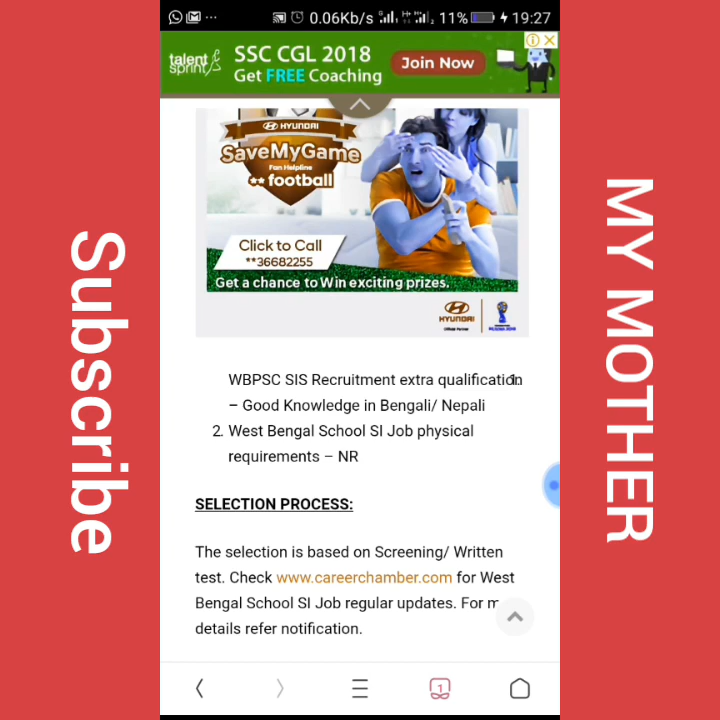 0.06Kb/s 11% 19:27
talent
sprint
SSC CGL 2018
Get FREE Coaching
Join Now
HYUNDAI
SaveMyGame
Fan Helpline
** football
Click to Call
**36682255
Get a chance to Win exciting prizes.
HYUNDAI
WBPSC SIS Recruitment extra qualification
1.
– Good Knowledge in Bengali/ Nepali
2. West Bengal School SI Job physical
requirements – NR
SELECTION PROCESS:
The selection is based on Screening/ Written
test. Check www.careerchamber.com for West
Bengal School SI Job regular updates. For
details refer notification.
1
Subscribe
MY MOTHER